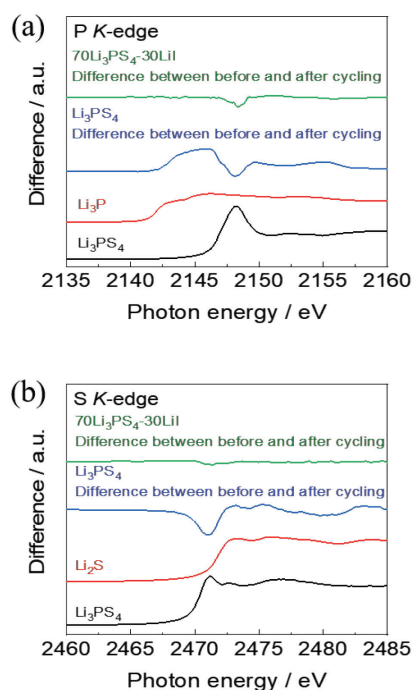 (a)
P K-edge
70Li₃PS₄-30LiI
Difference between before and after cycling
Li₃PS₄
Difference between before and after cycling
Li₃P
Li₃PS₄
Difference / a.u.
2135 2140 2145 2150 2155 2160
Photon energy / eV
(b)
S K-edge
70Li₃PS₄-30LiI
Difference between before and after cycling
Li₃PS₄
Difference between before and after cycling
Li₂S
Li₃PS₄
Difference / a.u.
2460 2465 2470 2475 2480 2485
Photon energy / eV